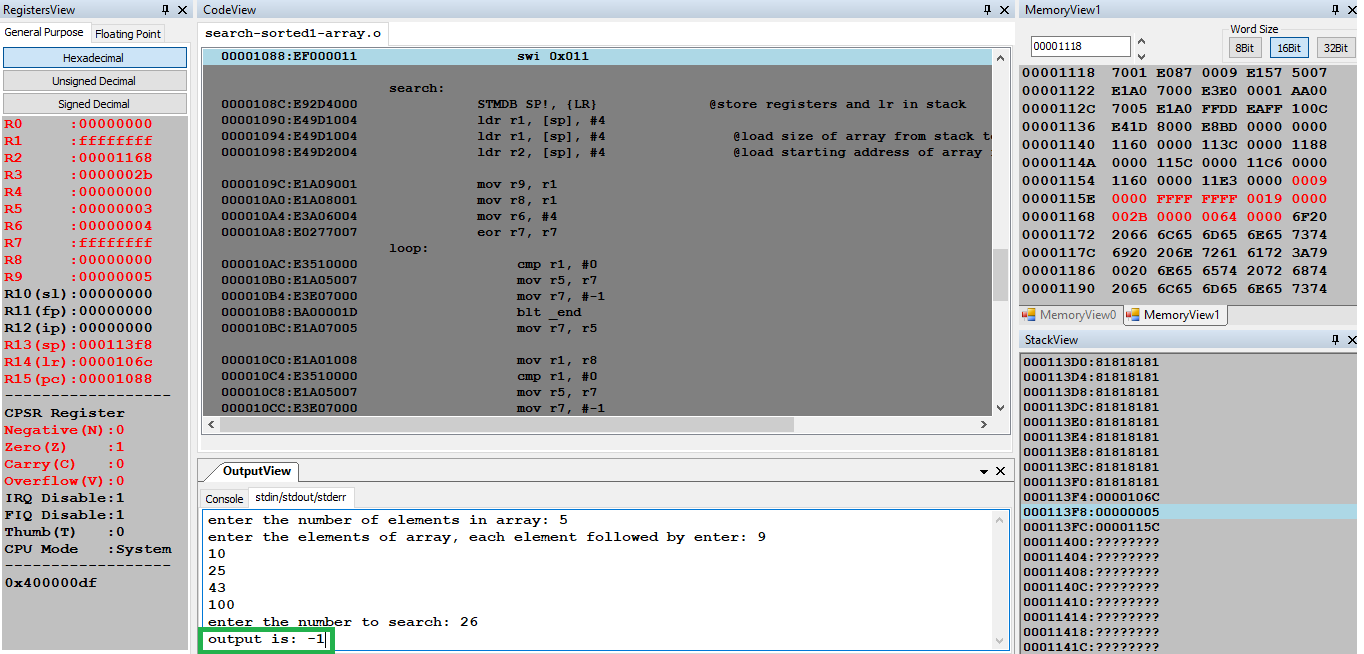 RegistersView
General Purpose
Floating Point
Hexadecimal
Unsigned Decimal
Signed Decimal
R0 :00000000
R1 :ffffffff
R2 :00001168
R3 :0000002b
R4 :00000000
R5 :00000003
R6 :00000004
R7 :ffffffff
R8 :00000000
R9 :00000005
R10(sl):00000000
R11(fp):00000000
R12(ip):00000000
R13(sp):000113f8
R14(lr):0000106c
R15(pc):00001088
-------------------
CPSR Register
Negative(N):0
Zero(Z) :1
Carry(C) :0
Overflow(V):0
IRQ Disable:1
FIQ Disable:1
Thumb(T) :0
CPU Mode :System
-------------------
0x400000df
CodeView
search-sorted1-array.o
00001088:EF000011 swi 0x011
search:
0000108C:E92D4000 STMDB SP!, {LR} @store registers and lr in stack
00001090:E49D1004 ldr r1, [sp], #4
00001094:E49D1004 ldr r1, [sp], #4 @load size of array from stack to
00001098:E49D2004 ldr r2, [sp], #4 @load starting address of array
0000109C:E1A09001 mov r9, r1
000010A0:E1A08001 mov r8, r1
000010A4:E3A06004 mov r6, #4
000010A8:E0277007 eor r7, r7
loop:
000010AC:E3510000 cmp r1, #0
000010B0:E1A05007 mov r5, r7
000010B4:E3E07000 mov r7, #-1
000010B8:BA00001D blt _end
000010BC:E1A07005 mov r7, r5
000010C0:E1A01008 mov r1, r8
000010C4:E3510000 cmp r1, #0
000010C8:E1A05007 mov r5, r7
000010CC:E3E07000 mov r7, #-1
OutputView
Console
stdin/stdout/stderr
enter the number of elements in array: 5
enter the elements of array, each element followed by enter: 9
10
25
43
100
enter the number to search: 26
output is: -1
MemoryView1
00001118
Word Size
8Bit
16Bit
32Bit
00001118 7001 E087 0009 E157 5007
00001122 E1A0 7000 E3E0 0001 AA00
0000112C 7005 E1A0 FFDD EAFF 100C
00001136 E41D 8000 E8BD 0000 0000
00001140 1160 0000 113C 0000 1188
0000114A 0000 115C 0000 11C6 0000
00001154 1160 0000 11E3 0000 0009
0000115E 0000 FFFF FFFF 0019 0000
00001168 002B 0000 0064 0000 6F20
00001172 2066 6C65 6D65 6E65 7374
0000117C 6920 206E 7261 6172 3A79
00001186 0020 6E65 6574 2072 6874
00001190 2065 6C65 6D65 6E65 7374
MemoryView0
MemoryView1
StackView
000113D0:81818181
000113D4:81818181
000113D8:81818181
000113DC:81818181
000113E0:81818181
000113E4:81818181
000113E8:81818181
000113EC:81818181
000113F0:81818181
000113F4:0000106C
000113F8:00000005
000113FC:0000115C
00011400:????????
00011404:????????
00011408:????????
0001140C:????????
00011410:????????
00011414:????????
00011418:????????
0001141C:????????